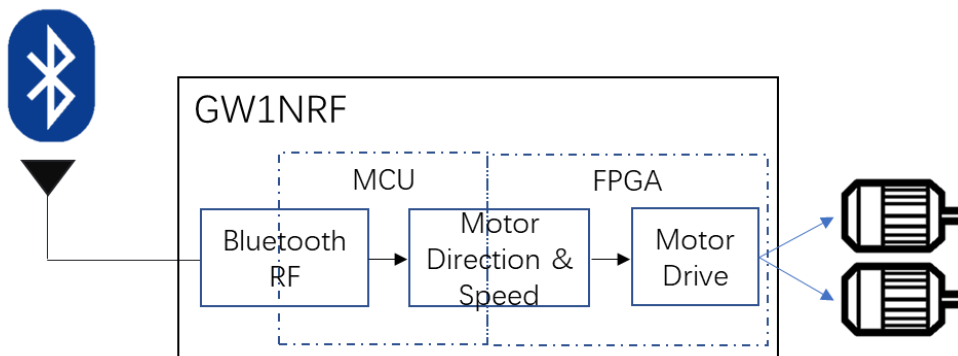 GW1NRF
MCU
FPGA
Bluetooth
RF
Motor
Direction &
Speed
Motor
Drive